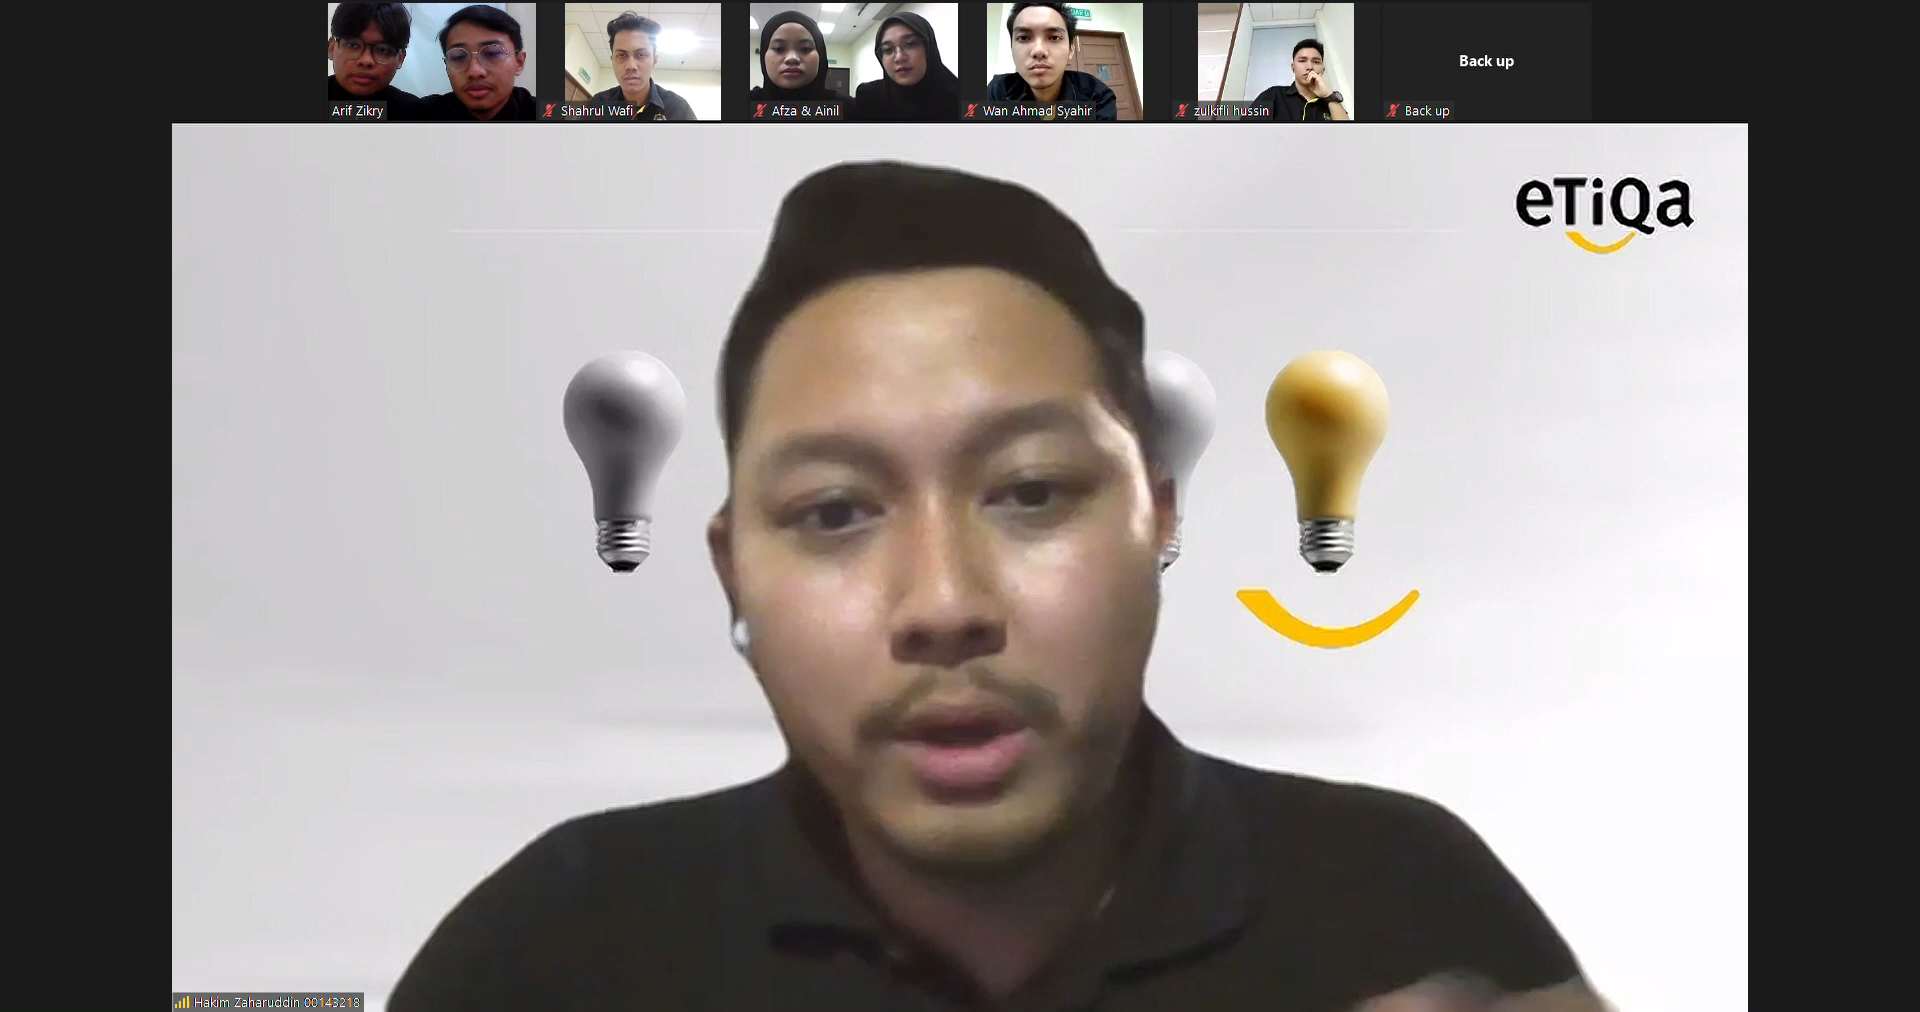 Back up
Arif Zikry
Shahrul Wafi
Afza & Ainil
Wan Ahmad Syahir
zulkifli hussin
Back up
eTiQa
Hakim Zaharuddin 00143218